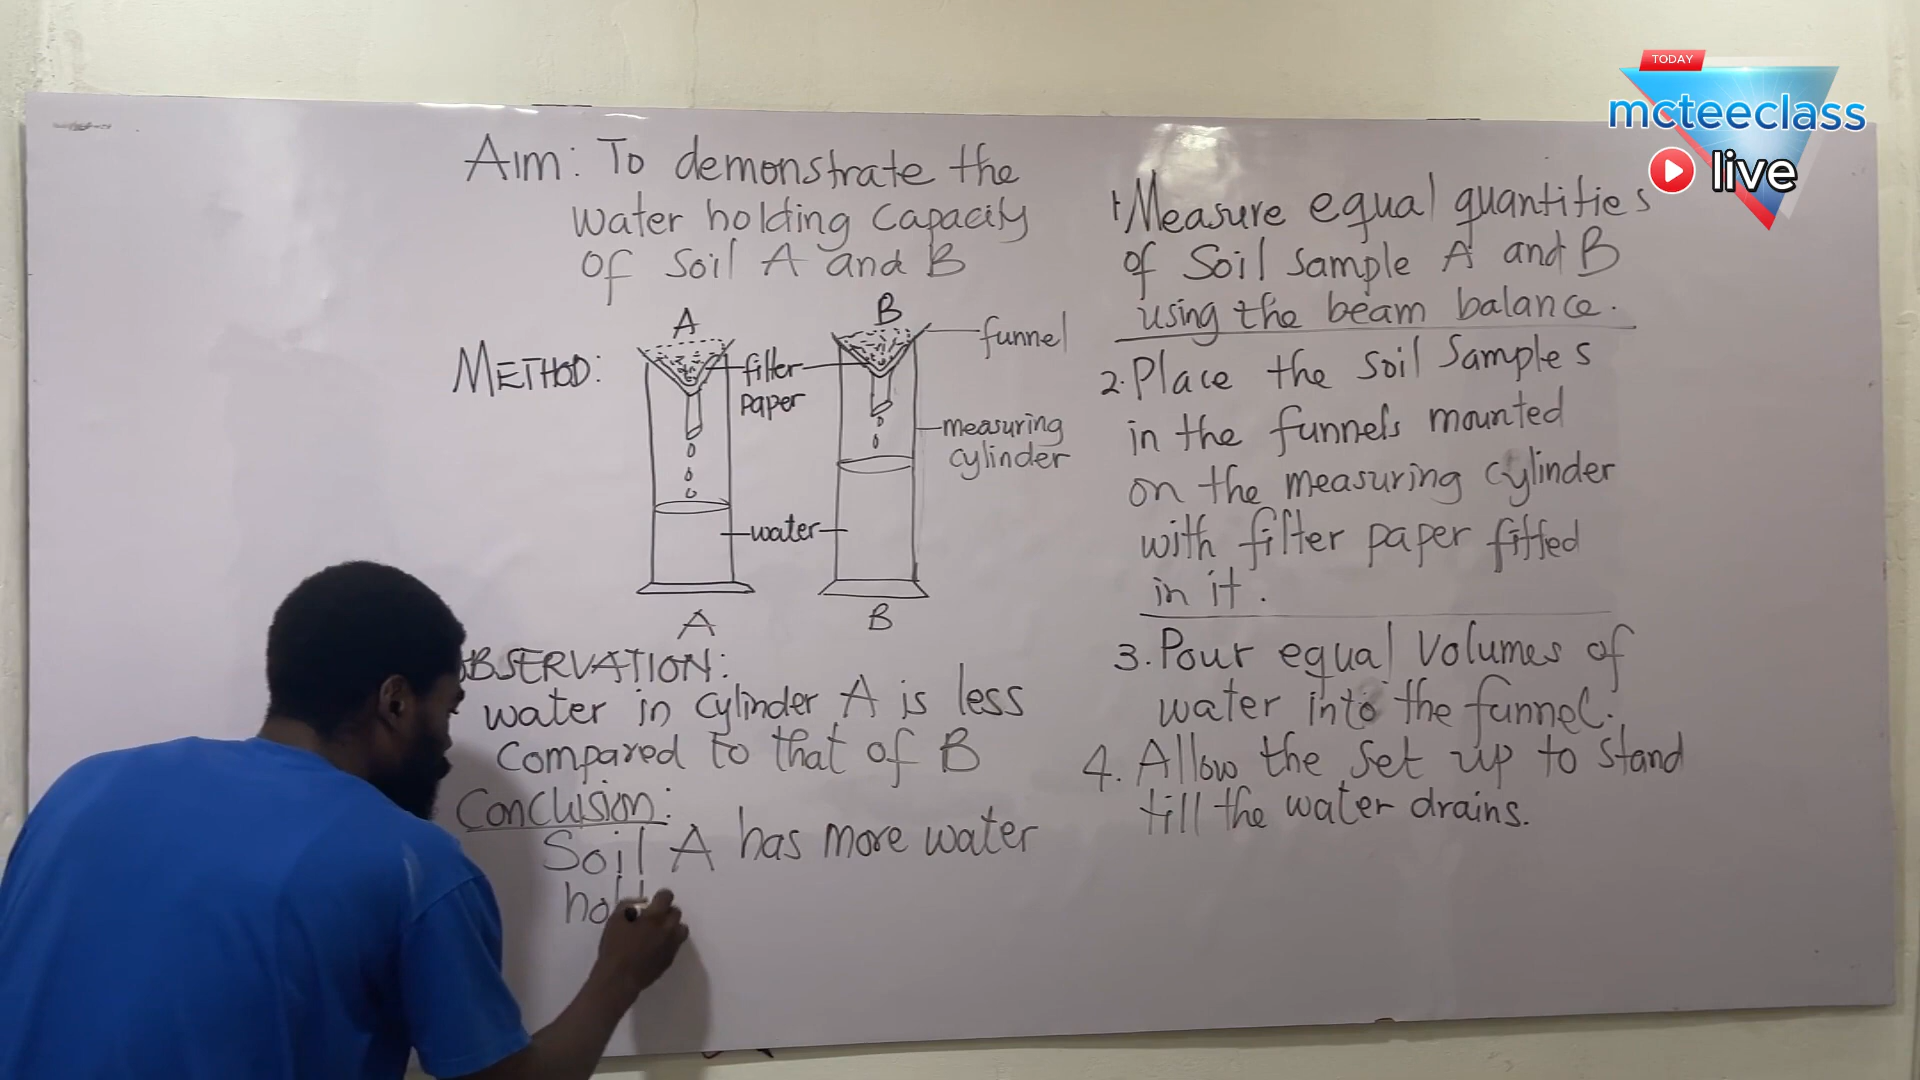 TODAY
mcteeclass
live
Aim: To demonstrate the
water holding capacity
of Soil A and B
METHOD:
A
B
funnel
filter
paper
measuring
cylinder
water
A
B
OBSERVATION:
water in cylinder A is less
compared to that of B
Conclusion:
Soil A has more water
1. Measure equal quantities
of Soil sample A and B
using the beam balance.
2. Place the soil samples
in the funnels mounted
on the measuring cylinder
with filter paper fitted
in it.
3. Pour equal volumes of
water into the funnel.
4. Allow the set up to stand
till the water drains.